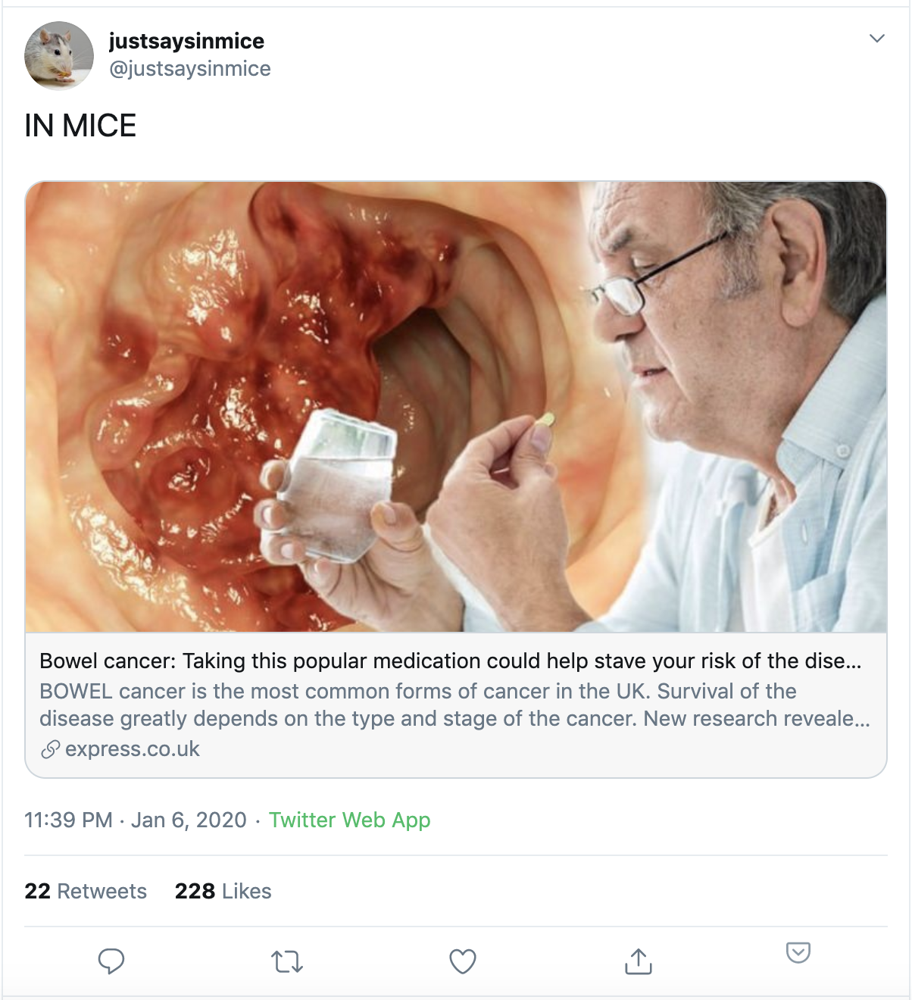 justsaysinmice
@justsaysinmice
IN MICE
Bowel cancer: Taking this popular medication could help stave your risk of the dise...
BOWEL cancer is the most common forms of cancer in the UK. Survival of the
disease greatly depends on the type and stage of the cancer. New research reveale...
express.co.uk
11:39 PM · Jan 6, 2020 · Twitter Web App
22 Retweets 228 Likes